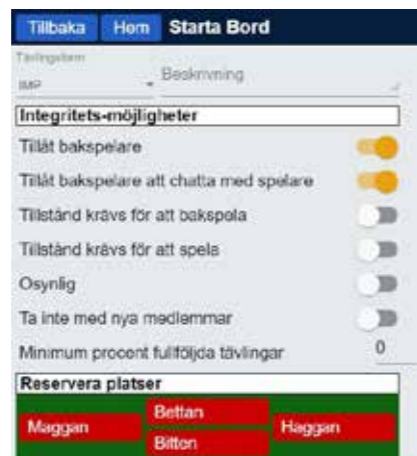 Tillbaka Hem Starta Bord
Tävlingsform
IMP Beskrivning
Integritets-möjligheter
Tillåt bakspelare
Tillåt bakspelare att chatta med spelare
Tillstånd krävs för att bakspela
Tillstånd krävs för att spela
Osynlig
Ta inte med nya medlemmar
Minimum procent fullföljda tävlingar 0
Reservera platser
Bettan
Maggan Haggan
Bitten